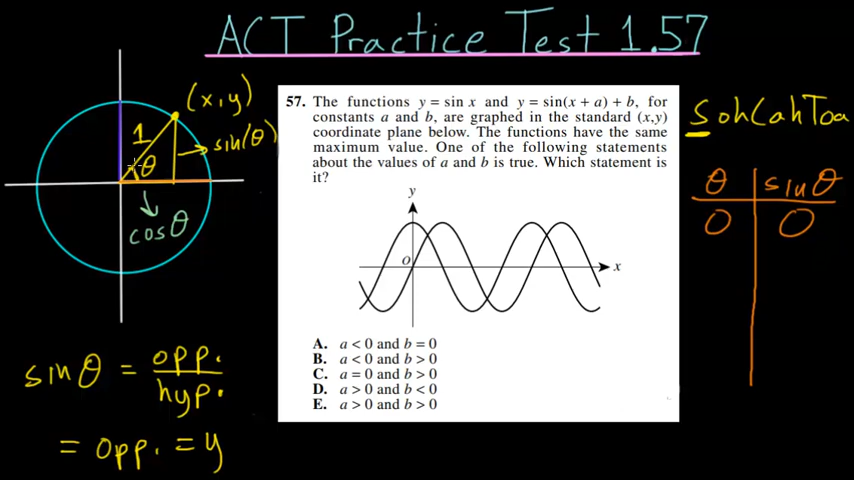 ACT Practice Test 1.57
(x,y)
1
θ
sin(θ)
cosθ
sinθ = opp. / hyp.
= opp. = y
57. The functions y = sin x and y = sin(x + a) + b, for
constants a and b, are graphed in the standard (x,y)
coordinate plane below. The functions have the same
maximum value. One of the following statements
about the values of a and b is true. Which statement is
it?
y
O
x
A. a < 0 and b = 0
B. a < 0 and b > 0
C. a = 0 and b > 0
D. a > 0 and b < 0
E. a > 0 and b > 0
SohCahToa
θ sinθ
0 0